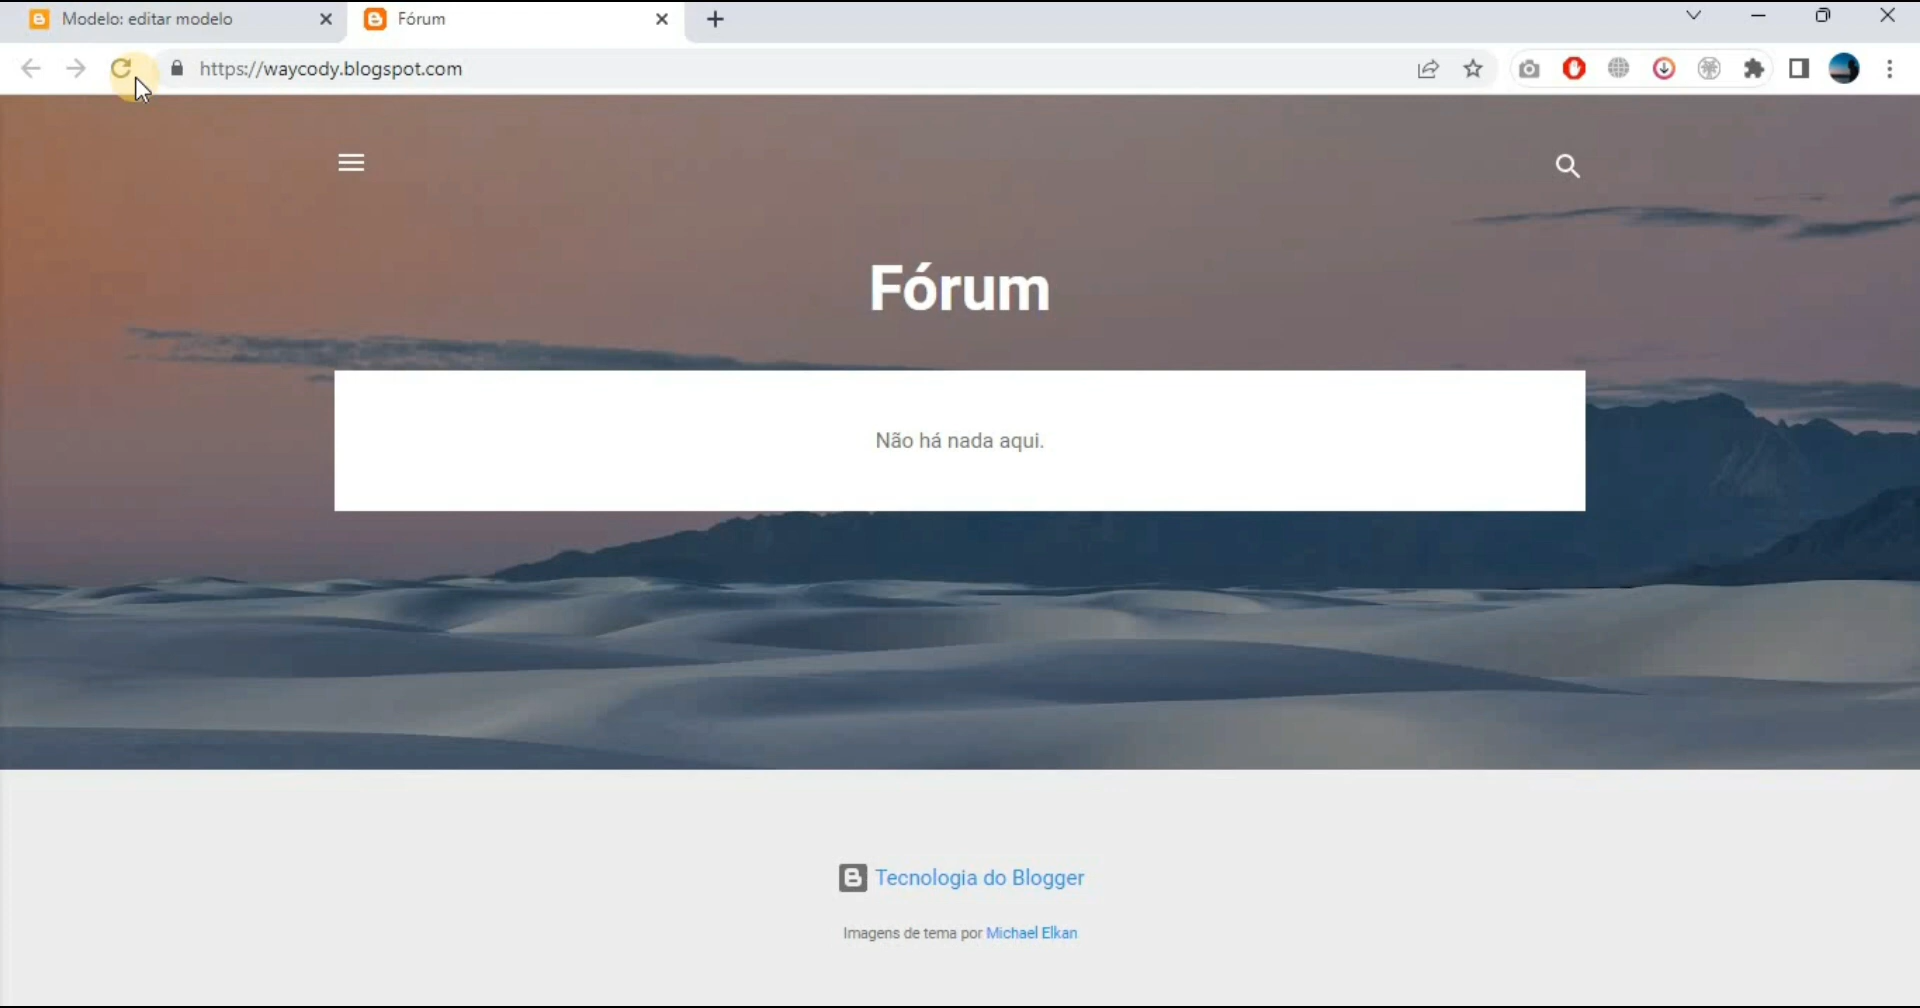 Modelo: editar modelo
Fórum
https://waycody.blogspot.com
Fórum
Não há nada aqui.
Tecnologia do Blogger
Imagens de tema por Michael Elkan